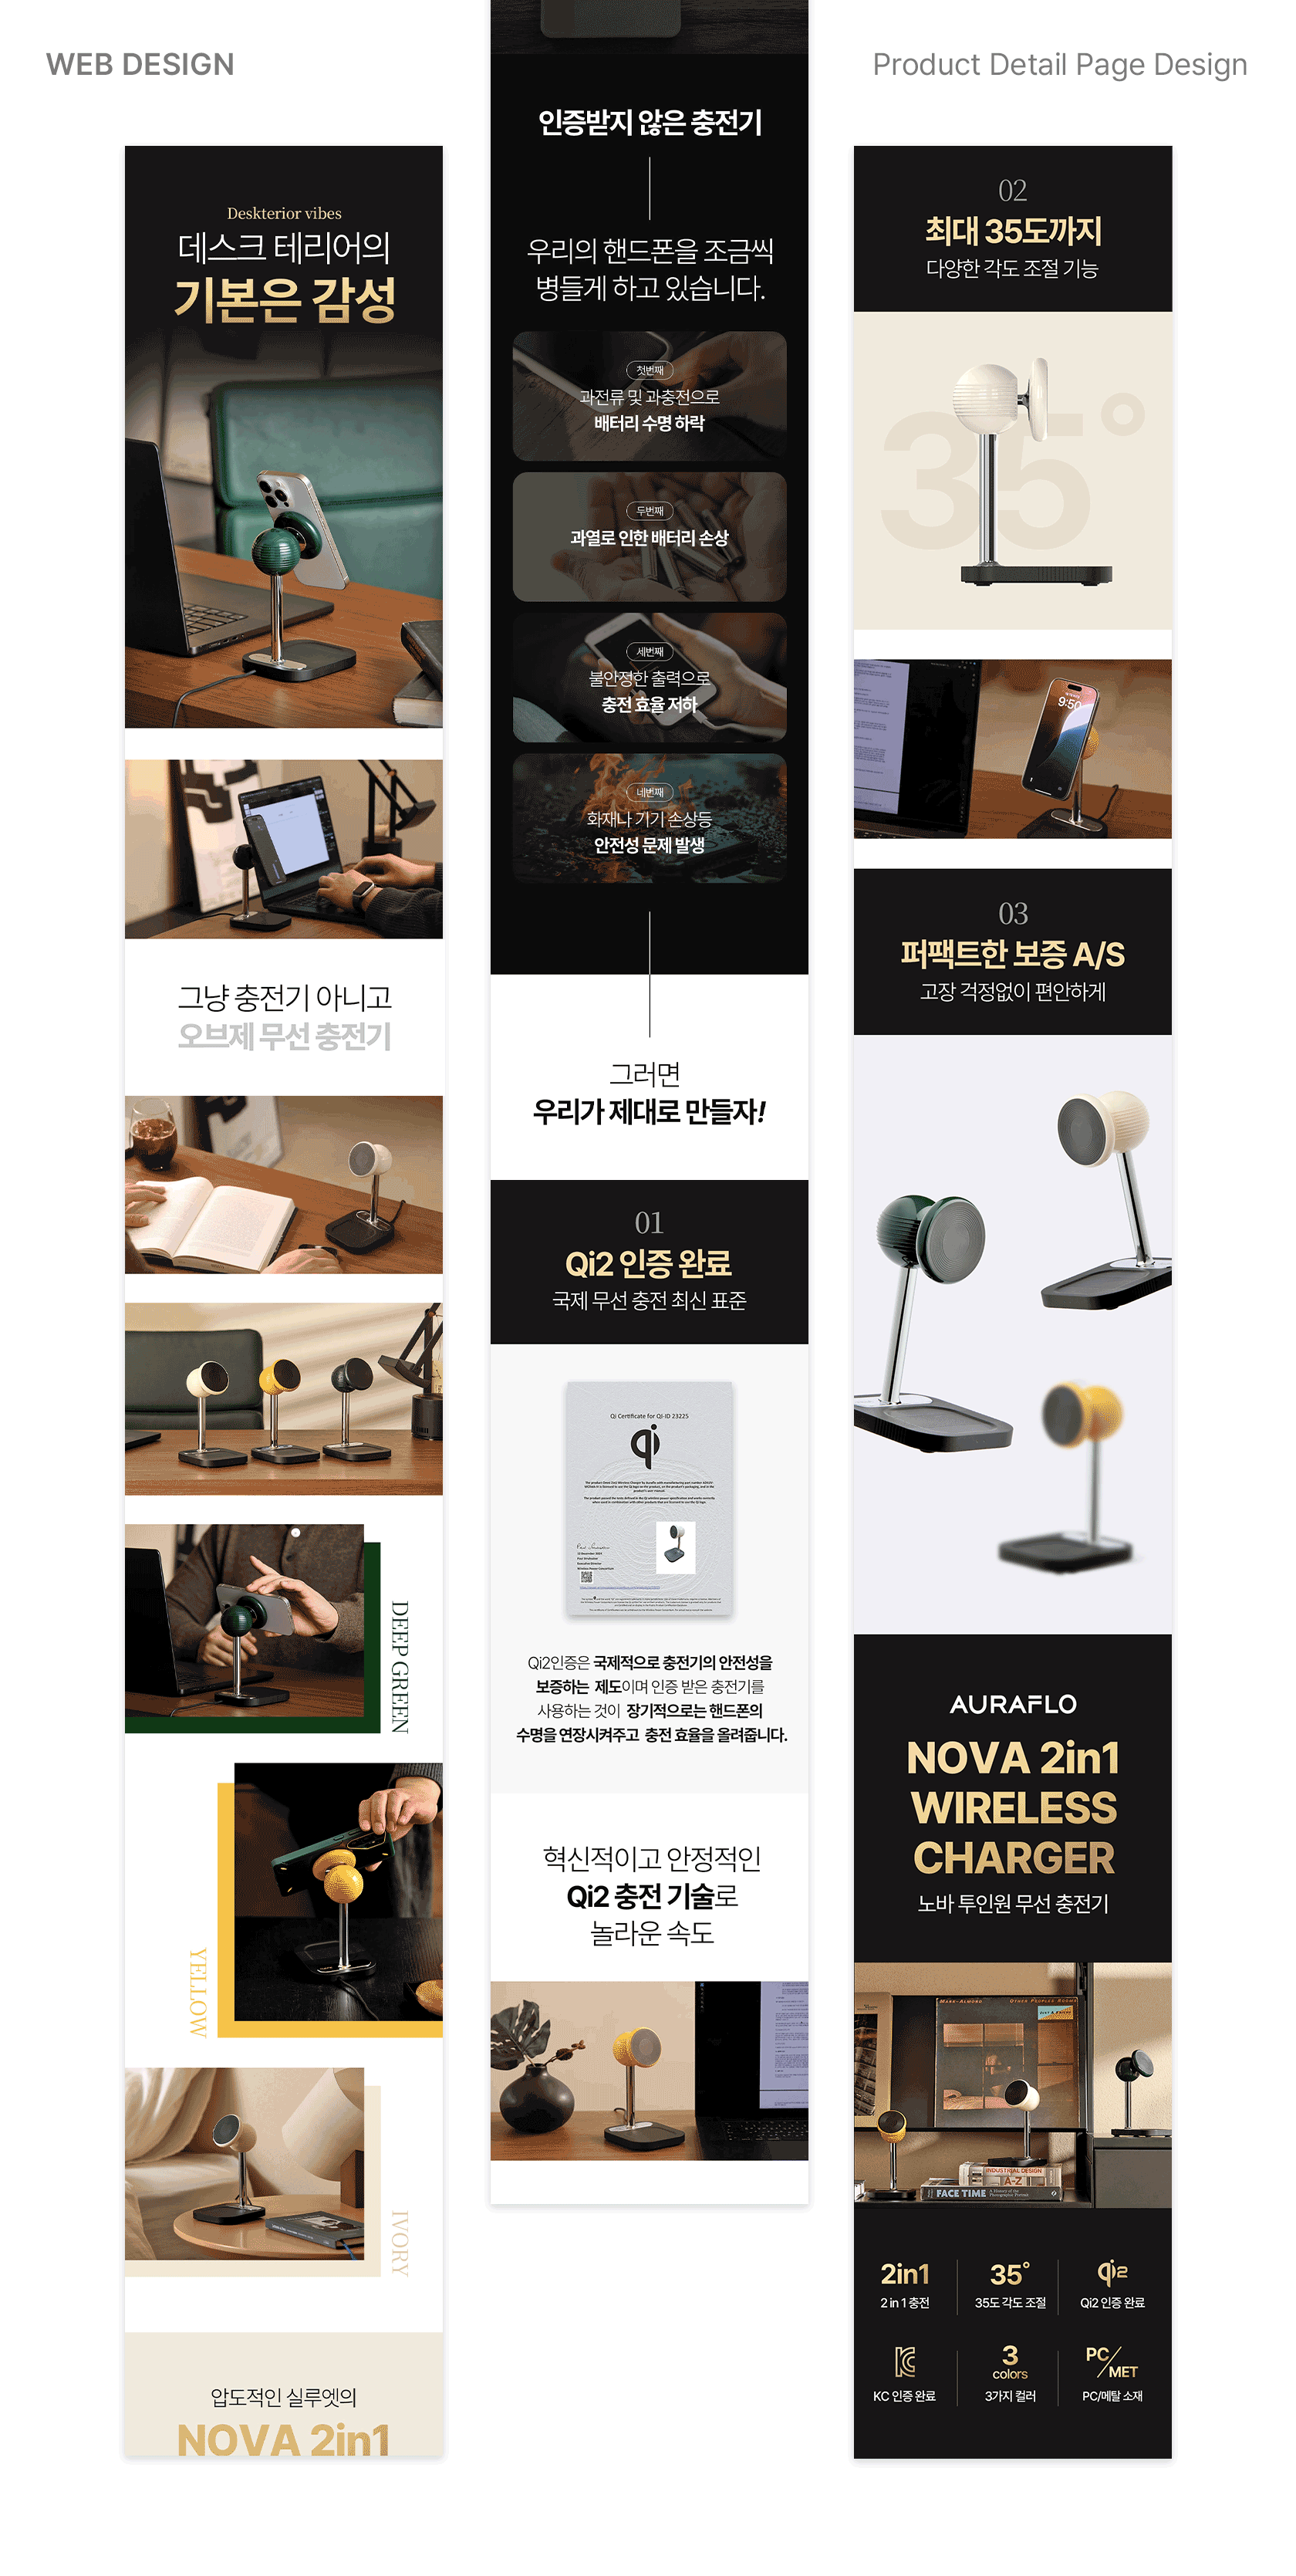 WEB DESIGN
Product Detail Page Design
Deskterior vibes
데스크 테리어의
기본은 감성
그냥 충전기 아니고
오브제 무선 충전기
DEEP GREEN
YELLOW
IVORY
압도적인 실루엣의
NOVA 2in1
인증받지 않은 충전기
우리의 핸드폰을 조금씩
병들게 하고 있습니다.
첫번째
과전류 및 과충전으로
배터리 수명 하락
두번째
과열로 인한 배터리 손상
세번째
불안정한 출력으로
충전 효율 저하
네번째
화재나 기기 손상등
안전성 문제 발생
그러면
우리가 제대로 만들자!
01
Qi2 인증 완료
국제 무선 충전 최신 표준
Qi Certificate for QI-ID 23225
qi
Qi2인증은 국제적으로 충전기의 안전성을
보증하는 제도이며 인증 받은 충전기를
사용하는 것이 장기적으로는 핸드폰의
수명을 연장시켜주고 충전 효율을 올려줍니다.
혁신적이고 안정적인
Qi2 충전 기술로
놀라운 속도
02
최대 35도까지
다양한 각도 조절 기능
35°
9:50
03
퍼팩트한 보증 A/S
고장 걱정없이 편안하게
AURAFLO
NOVA 2in1
WIRELESS
CHARGER
노바 투인원 무선 충전기
MARK-ALMOND
OTHER PEOPLES ROOMS
INDUSTRIAL DESIGN
A-Z
FACE TIME
2in1
2 in 1 충전
35°
35도 각도 조절
qi2
Qi2 인증 완료
KC
KC 인증 완료
3
colors
3가지 컬러
PC/MET
PC/메탈 소재